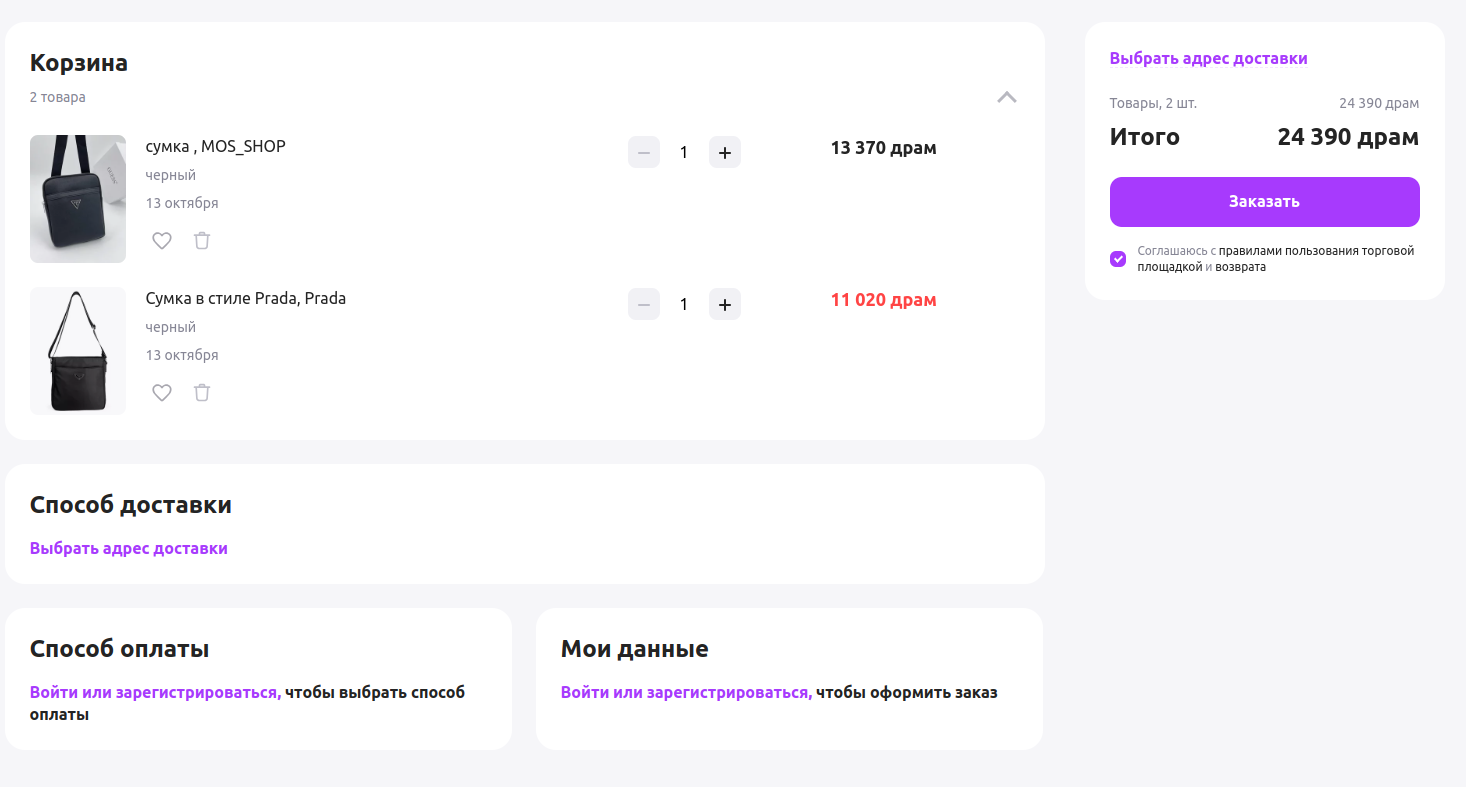 Корзина
2 товара
сумка , MOS_SHOP
черный
13 октября
1
13 370 драм
Сумка в стиле Prada, Prada
черный
13 октября
1
11 020 драм
Способ доставки
Выбрать адрес доставки
Способ оплаты
Войти или зарегистрироваться, чтобы выбрать способ
оплаты
Мои данные
Войти или зарегистрироваться, чтобы оформить заказ
Выбрать адрес доставки
Товары, 2 шт. 24 390 драм
Итого 24 390 драм
Заказать
Соглашаюсь с правилами пользования торговой
площадкой и возврата